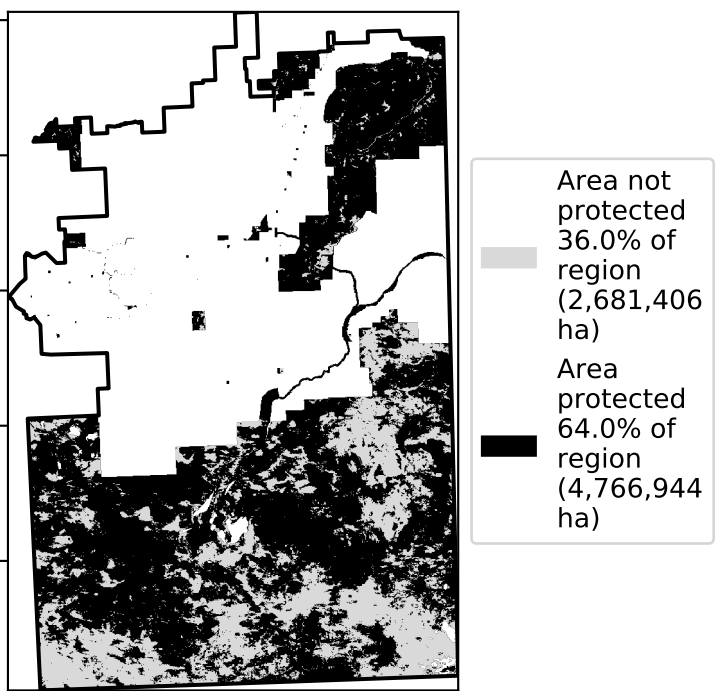 Area not
protected
36.0% of
region
(2,681,406
ha)
Area
protected
64.0% of
region
(4,766,944
ha)